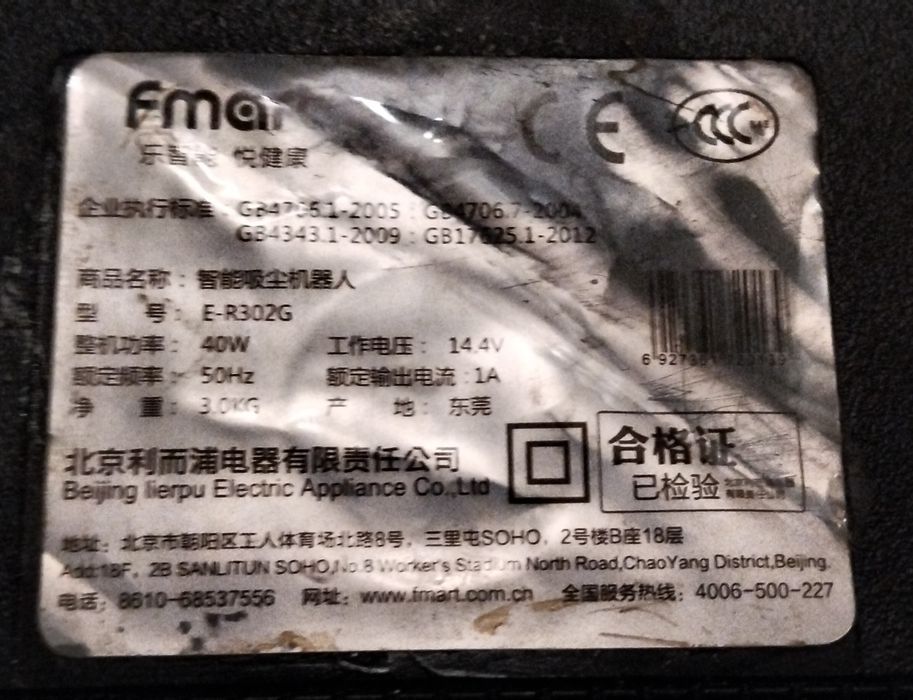 Fmart
乐智能 悦健康
CE CCC
企业执行标准：GB4706.1-2005；GB4706.7-2004
GB4343.1-2009；GB17625.1-2012
商品名称：智能吸尘机器人
型 号：E-R302G
整机功率：40W 工作电压：14.4V
额定频率：50Hz 额定输出电流：1A
净 重：3.0KG 产 地：东莞
北京利而浦电器有限责任公司
Beijing lierpu Electric Appliance Co.,Ltd
合格证
已检验
地址：北京市朝阳区工人体育场北路8号，三里屯SOHO，2号楼B座18层
Add:18F，2B SANLITUN SOHO,No.8 Worker's Stadium North Road,ChaoYang District,Beijing.
电话：8610-68537556 网址：www.fmart.com.cn 全国服务热线：4006-500-227